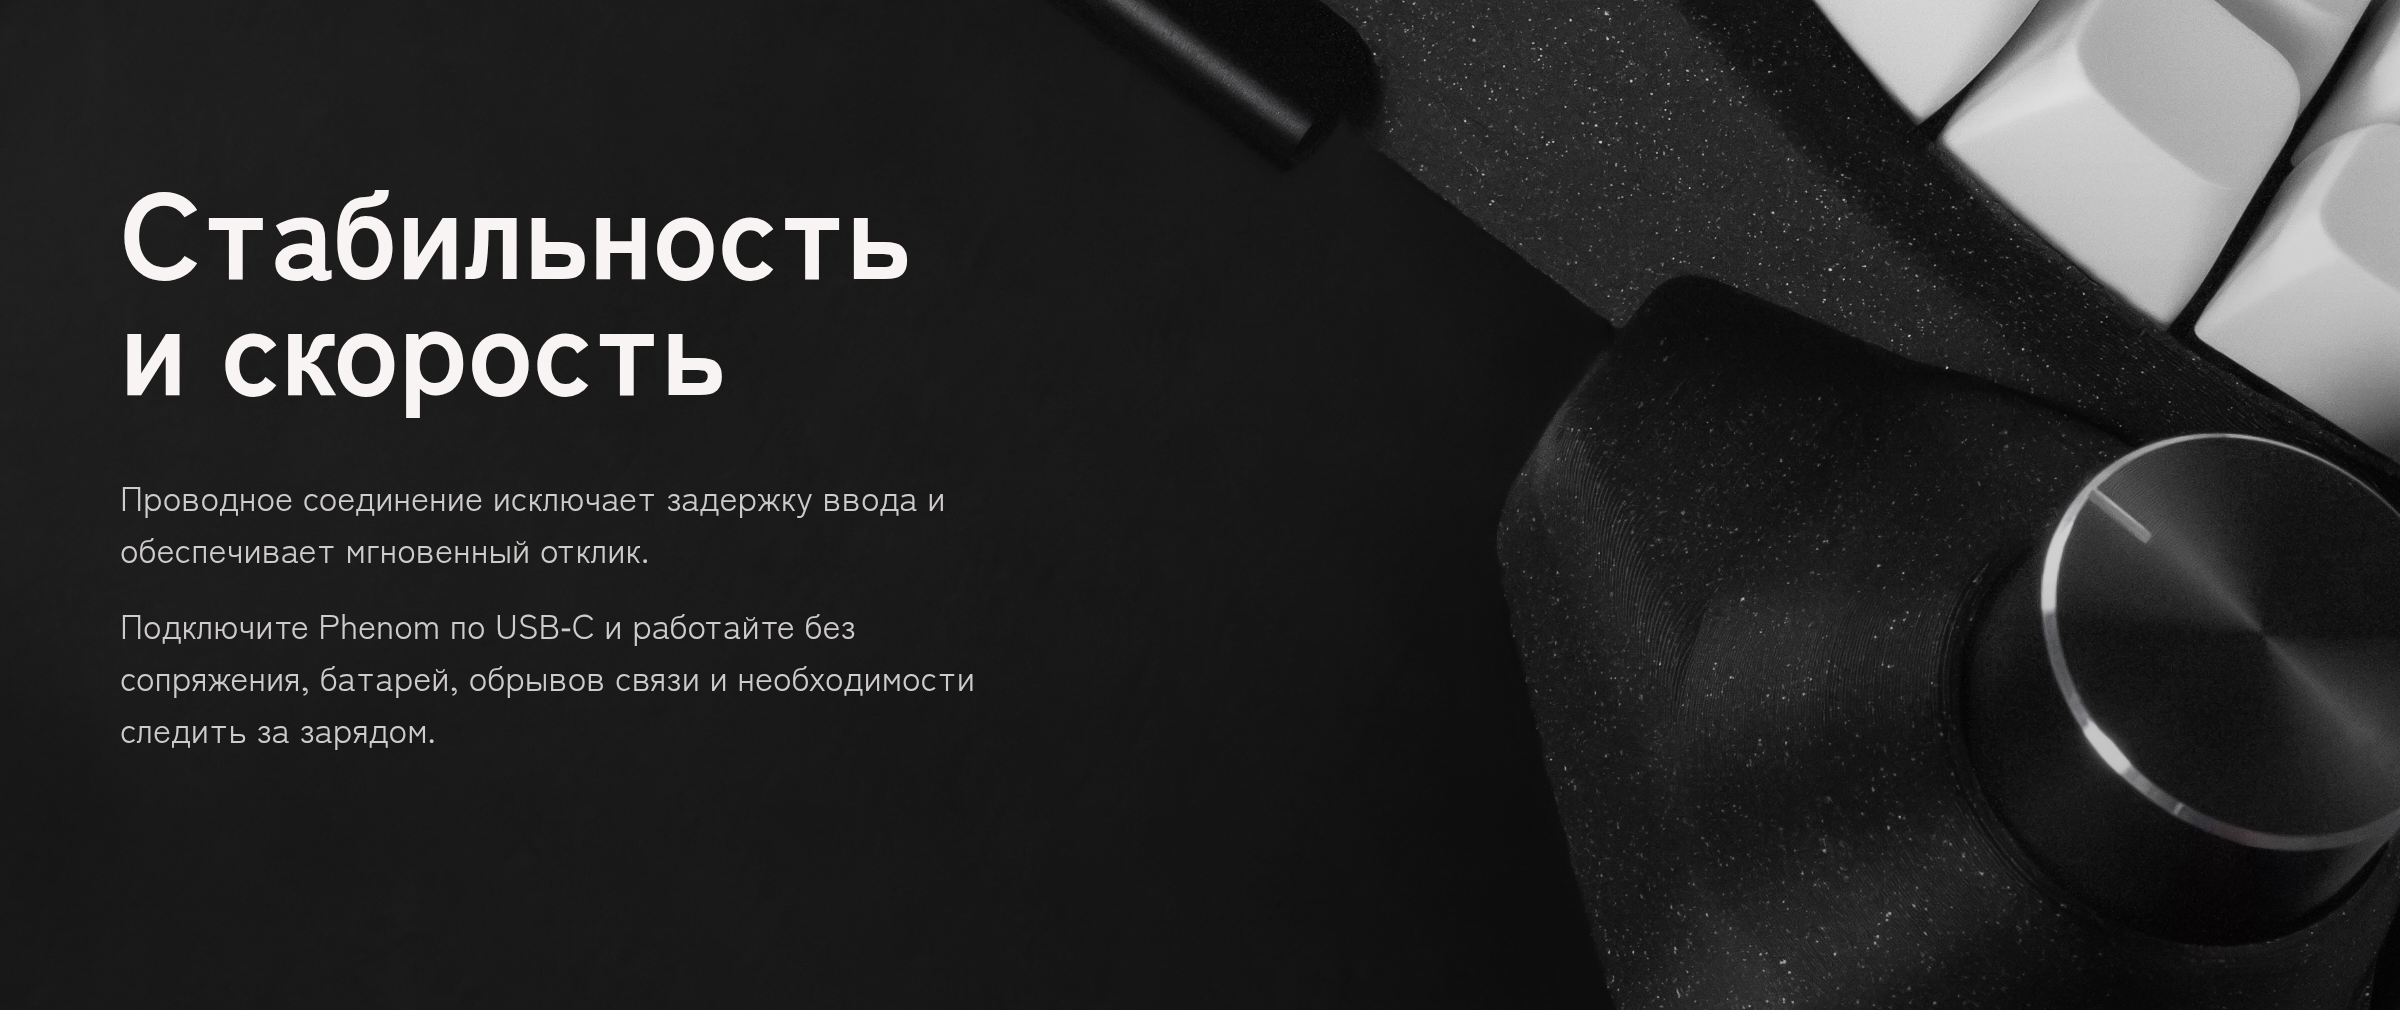 Стабильность
и скорость
Проводное соединение исключает задержку ввода и
обеспечивает мгновенный отклик.
Подключите Phenom по USB-C и работайте без
сопряжения, батарей, обрывов связи и необходимости
следить за зарядом.